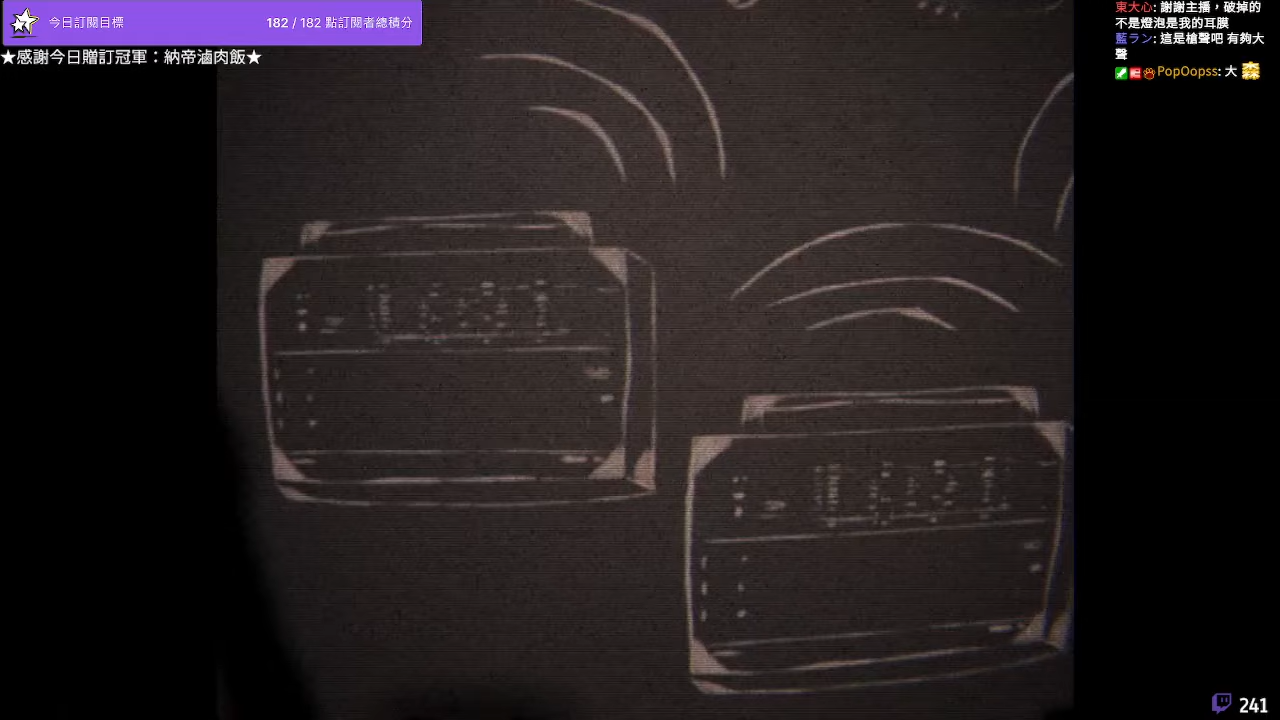 今日訂閱目標
182 / 182 點訂閱者總積分
★感謝今日贈訂冠軍：納帝滷肉飯★
東大心: 謝謝主播，破掉的
不是燈泡是我的耳膜
藍ラン: 這是槍聲吧 有夠大
聲
PopOopss: 大 森
241